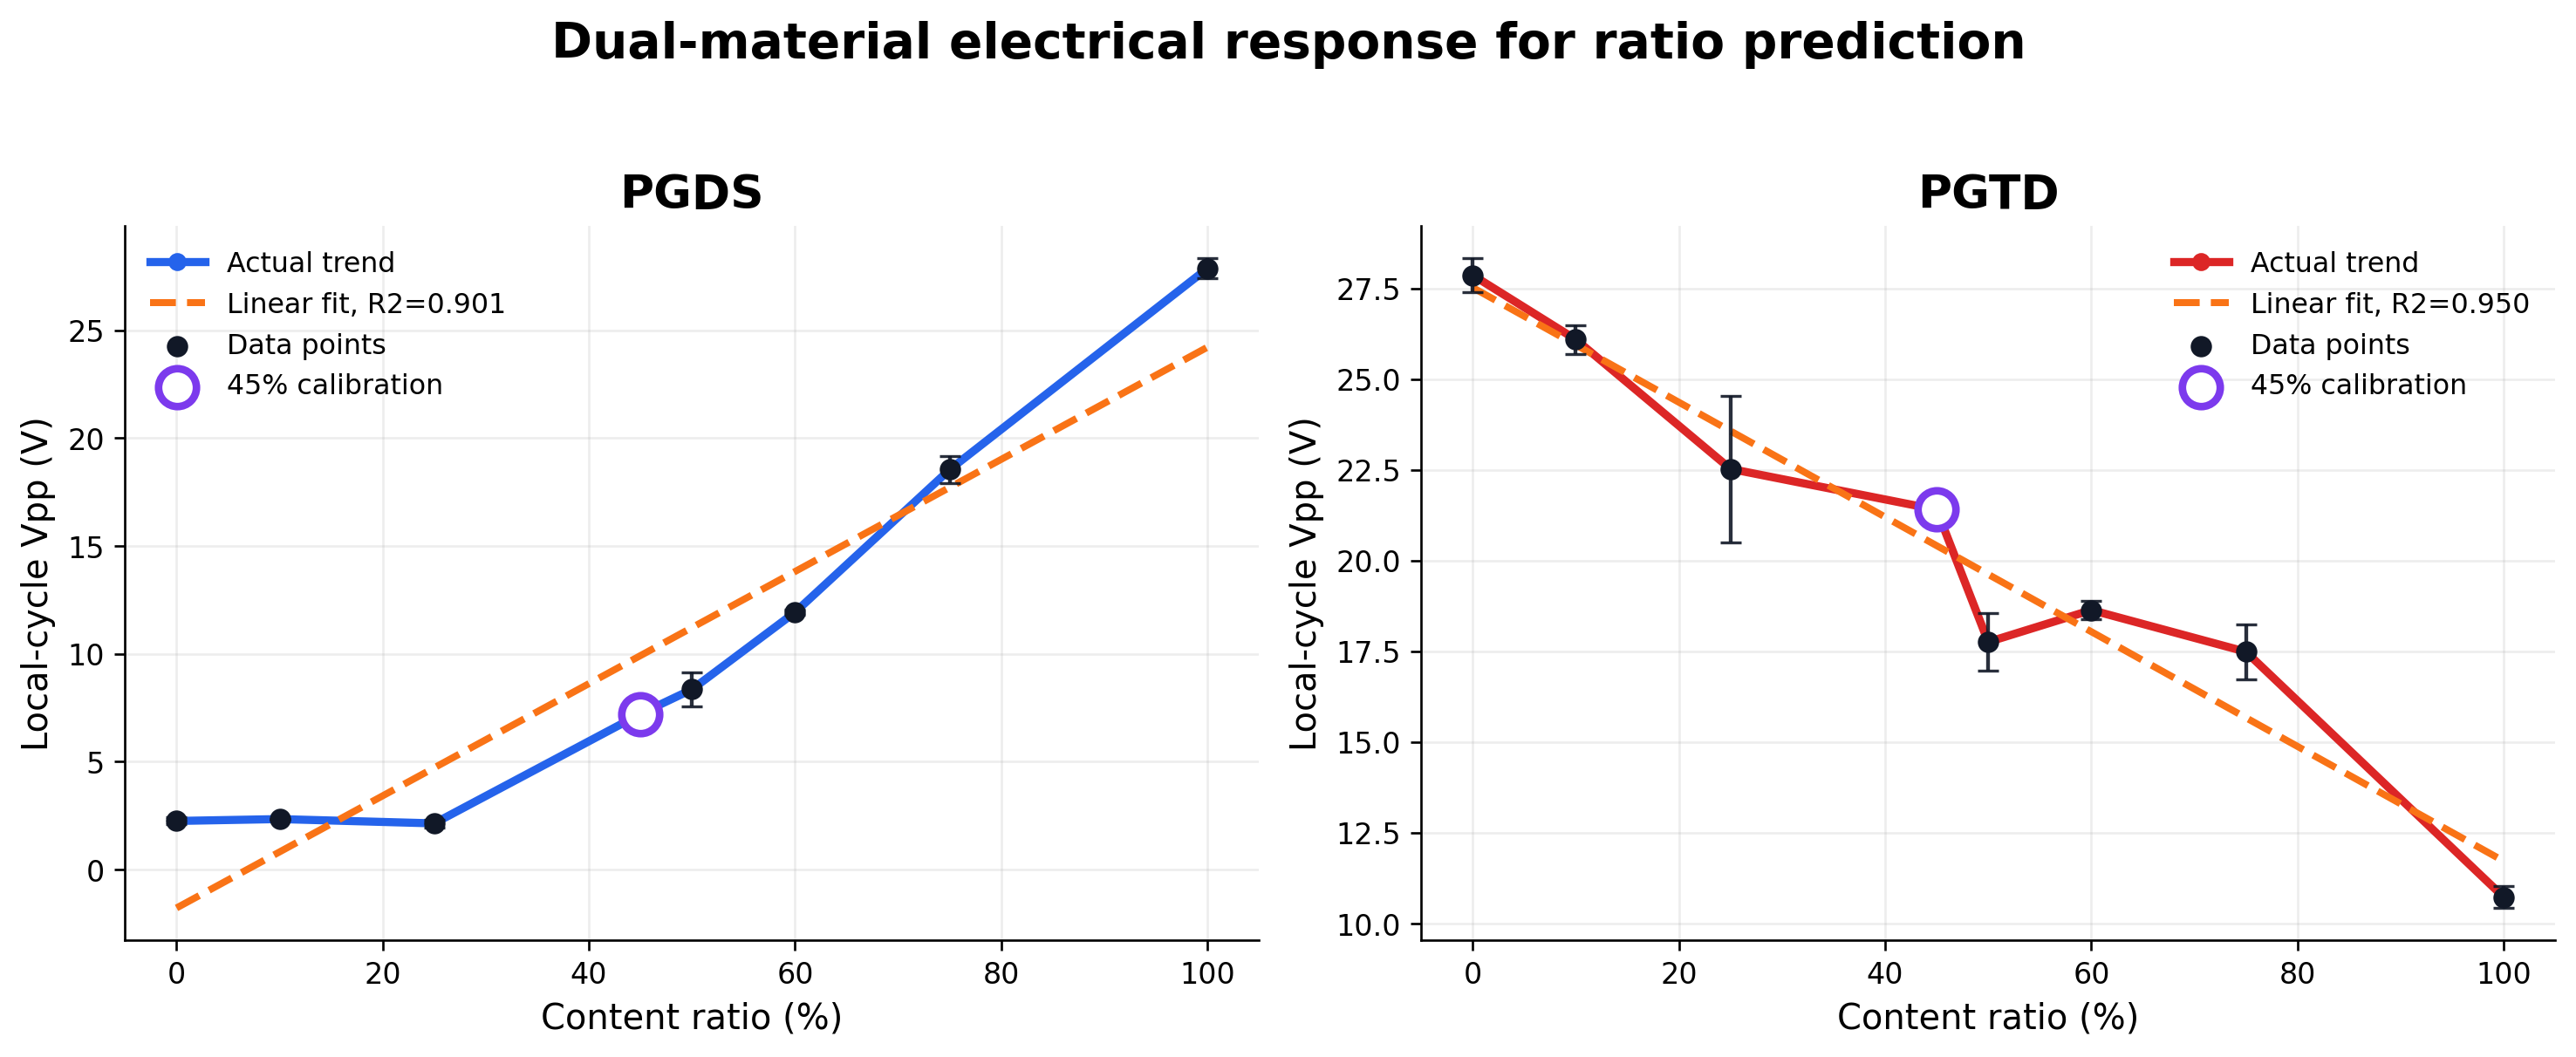 Dual-material electrical response for ratio prediction
PGDS
Actual trend
Linear fit, R2=0.901
Data points
45% calibration
Local-cycle Vpp (V)
25
20
15
10
5
0
0 20 40 60 80 100
Content ratio (%)
PGTD
Actual trend
Linear fit, R2=0.950
Data points
45% calibration
Local-cycle Vpp (V)
27.5
25.0
22.5
20.0
17.5
15.0
12.5
10.0
0 20 40 60 80 100
Content ratio (%)